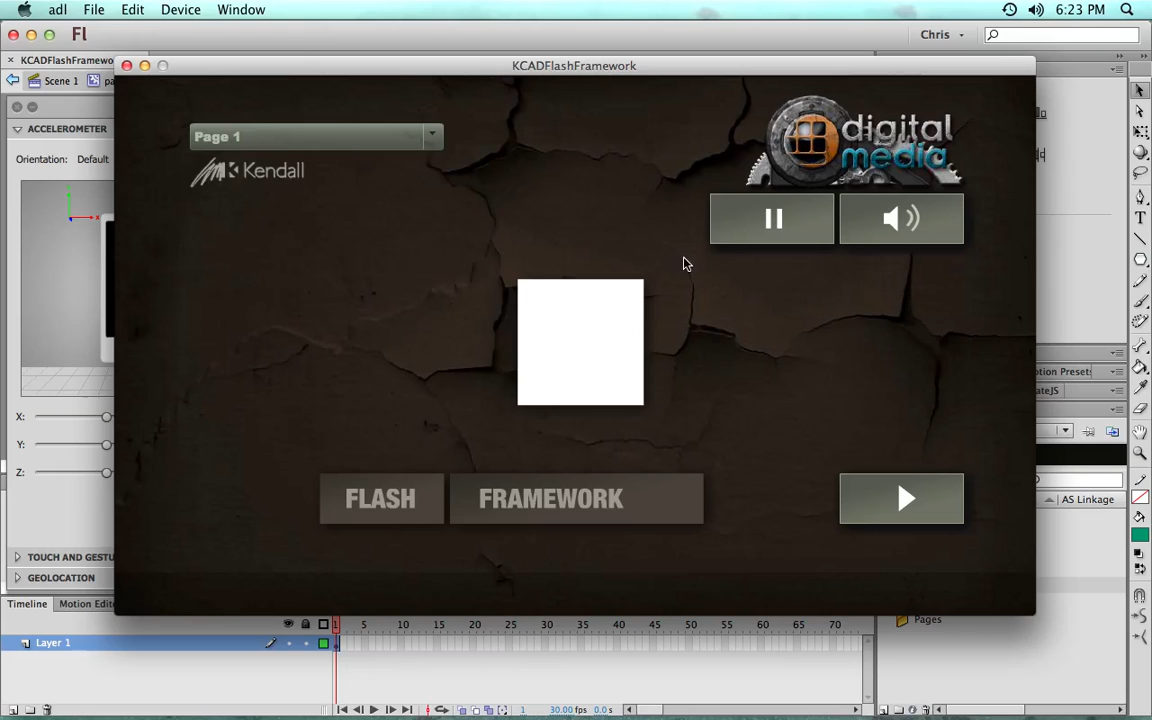 adl File Edit Device Window 6:23 PM
Fl Chris
KCADFlashFramewo
KCADFlashFramework
Scene 1
ACCELEROMETER
Orientation: Default
Page 1
Kendall
digital
media
X:
Y:
Z:
FLASH FRAMEWORK
otion Presets
ateJS
AS Linkage
TOUCH AND GESTU
GEOLOCATION
Timeline Motion Edit
1 5 10 15 20 25 30 35 40 45 50 55 60 65 70
Layer 1
Pages
1 30.00 fps 0.0 s